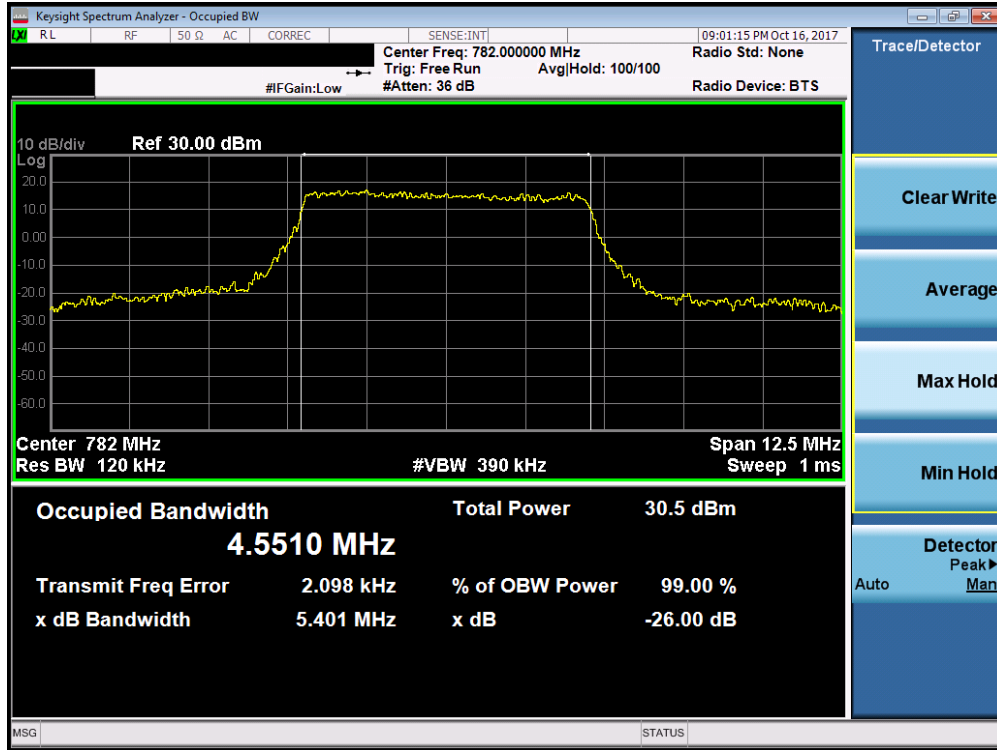 Keysight Spectrum Analyzer - Occupied BW
LXI RL RF 50 Ω AC CORREC SENSE:INT 09:01:15 PM Oct 16, 2017
Center Freq: 782.000000 MHz Radio Std: None
Trig: Free Run Avg|Hold: 100/100
#IFGain:Low #Atten: 36 dB Radio Device: BTS
10 dB/div Ref 30.00 dBm
Log
20.0
10.0
0.00
-10.0
-20.0
-30.0
-40.0
-50.0
-60.0
Center 782 MHz Span 12.5 MHz
Res BW 120 kHz #VBW 390 kHz Sweep 1 ms
Occupied Bandwidth Total Power 30.5 dBm
4.5510 MHz
Transmit Freq Error 2.098 kHz % of OBW Power 99.00 %
x dB Bandwidth 5.401 MHz x dB -26.00 dB
MSG STATUS
Trace/Detector
Clear Write
Average
Max Hold
Min Hold
Detector
Peak▶
Auto Man